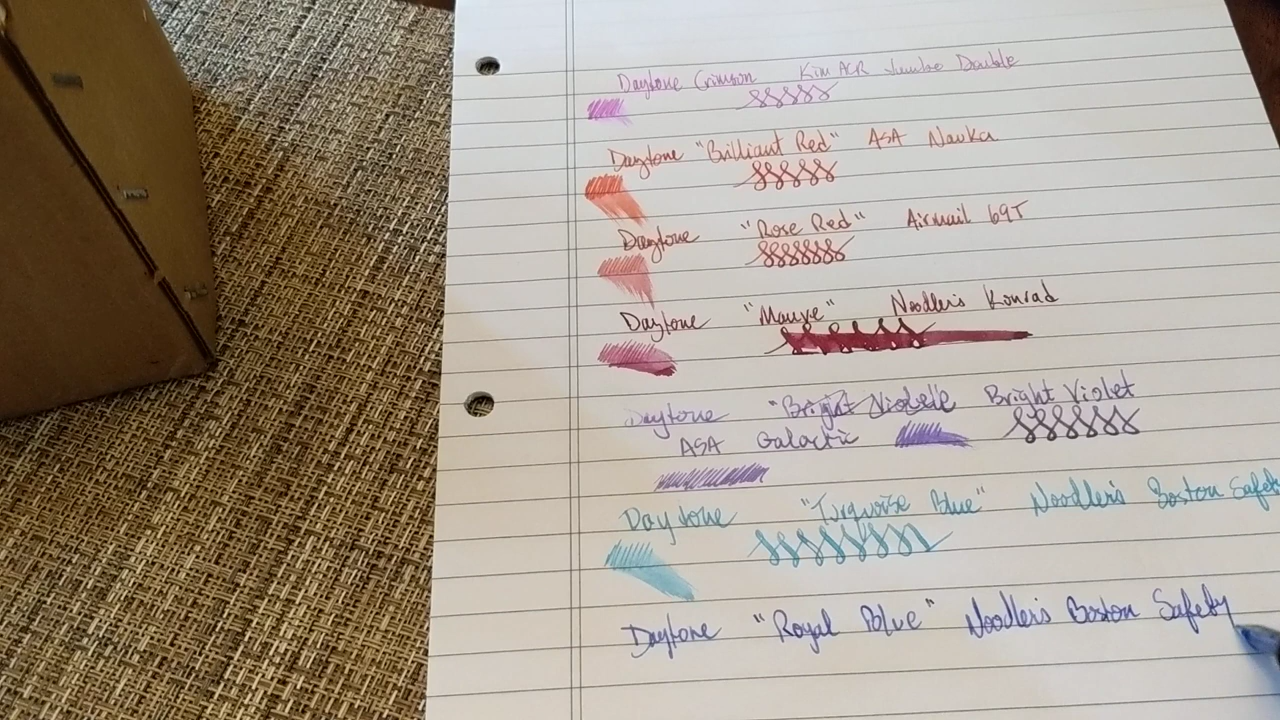 Daytone Crimson Kim ACR Jumbo Double
Daytone "Brilliant Red" ASA Nauka
Daytone "Rose Red" Airmail 69T
Daytone "Mauve" Noodler's Konrad
Daytone "Bright Violet Bright Violet
ASA Galactic
Daytone "Turquoise Blue" Noodler's Boston Safety
Daytone "Royal Blue" Noodler's Boston Safety